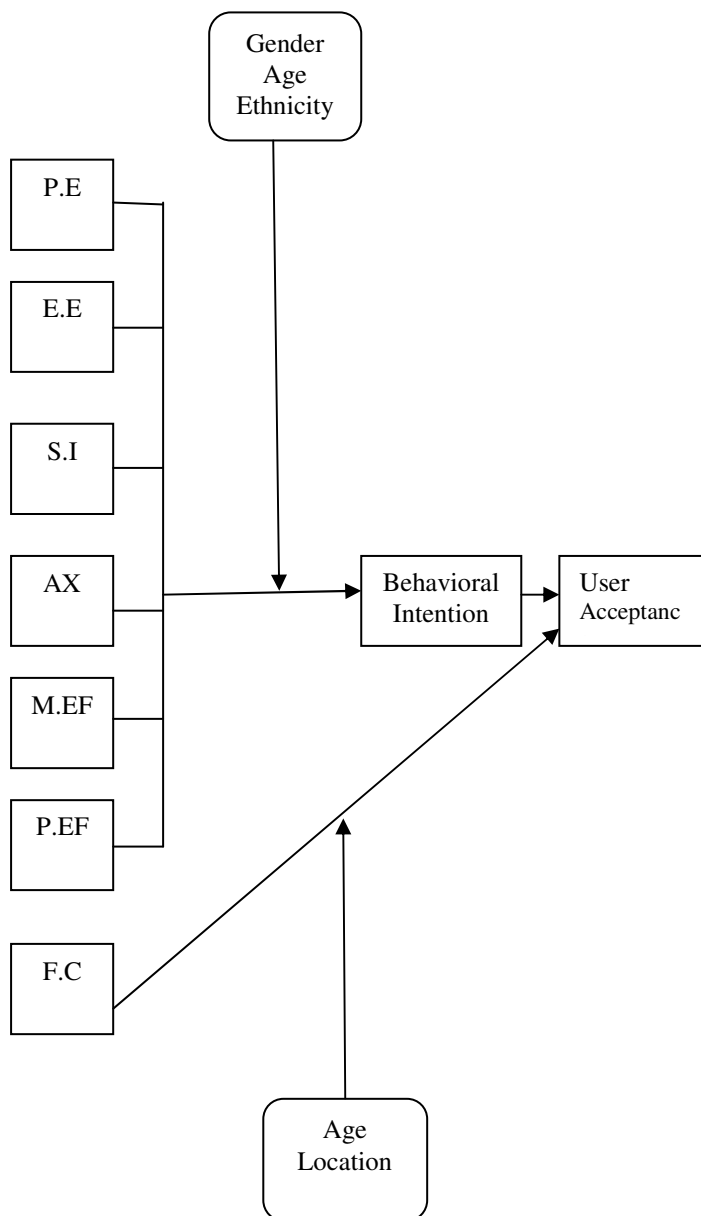 Gender
Age
Ethnicity
P.E
E.E
S.I
AX
Behavioral
Intention
User
Acceptanc
M.EF
P.EF
F.C
Age
Location